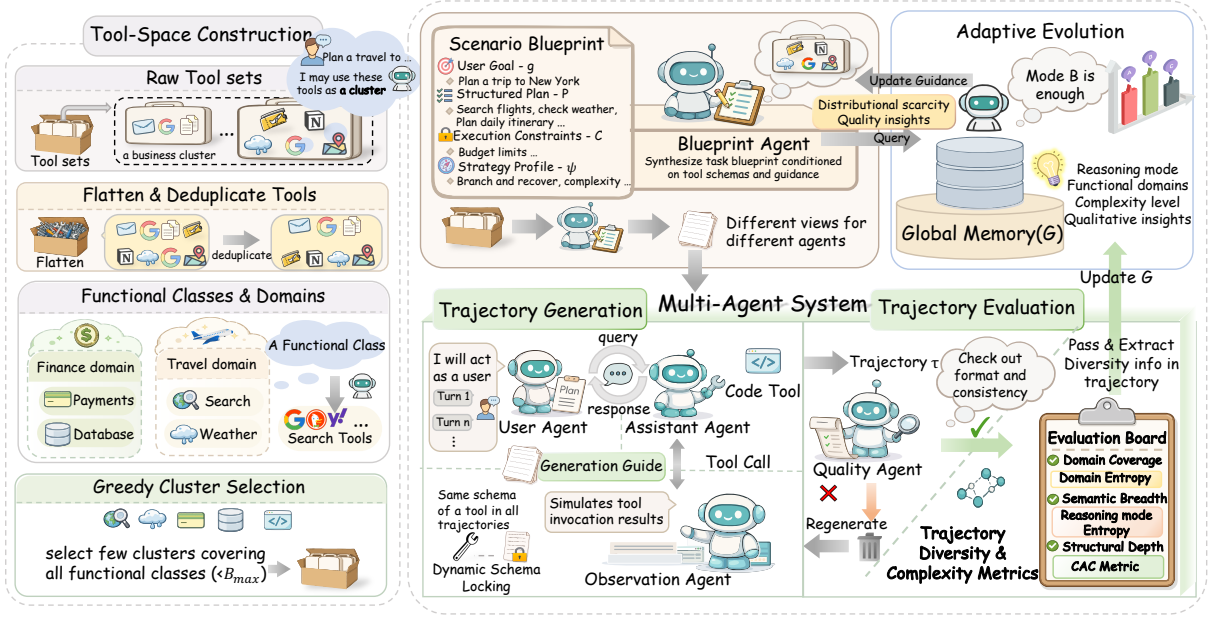 Tool-Space Construction
Plan a travel to ...
I may use these
tools as a cluster
Raw Tool sets
Tool sets
...
a business cluster
Flatten & Deduplicate Tools
Flatten
deduplicate
Functional Classes & Domains
Finance domain
Payments
Database
Travel domain
Search
Weather
A Functional Class
GOY! ...
Search Tools
Greedy Cluster Selection
select few clusters covering
all functional classes (<B_max)
Scenario Blueprint
User Goal - g
Plan a trip to New York
Structured Plan - P
Search flights, check weather,
Plan daily itinerary ...
Execution Constraints - C
Budget limits ...
Strategy Profile - ψ
Branch and recover, complexity ...
Blueprint Agent
Synthesize task blueprint conditioned
on tool schemas and guidance
Different views for
different agents
Update Guidance
Distributional scarcity
Quality insights
Query
Adaptive Evolution
Mode B is
enough
A
B
C
Reasoning mode
Functional domains
Complexity level
Qualitative insights
Global Memory(G)
Update G
Multi-Agent System
Trajectory Generation
I will act
as a user
Turn 1
Turn n
⋮
Plan
User Agent
query
response
Assistant Agent
Code Tool
Generation Guide
Tool Call
Same schema
of a tool in all
trajectories
Dynamic Schema
Locking
Simulates tool
invocation results
Observation Agent
Trajectory Evaluation
Trajectory τ
Check out
format and
consistency
Quality Agent
Regenerate
Pass & Extract
Diversity info in
trajectory
Trajectory
Diversity &
Complexity Metrics
Evaluation Board
Domain Coverage
Domain Entropy
Semantic Breadth
Reasoning mode
Entropy
Structural Depth
CAC Metric